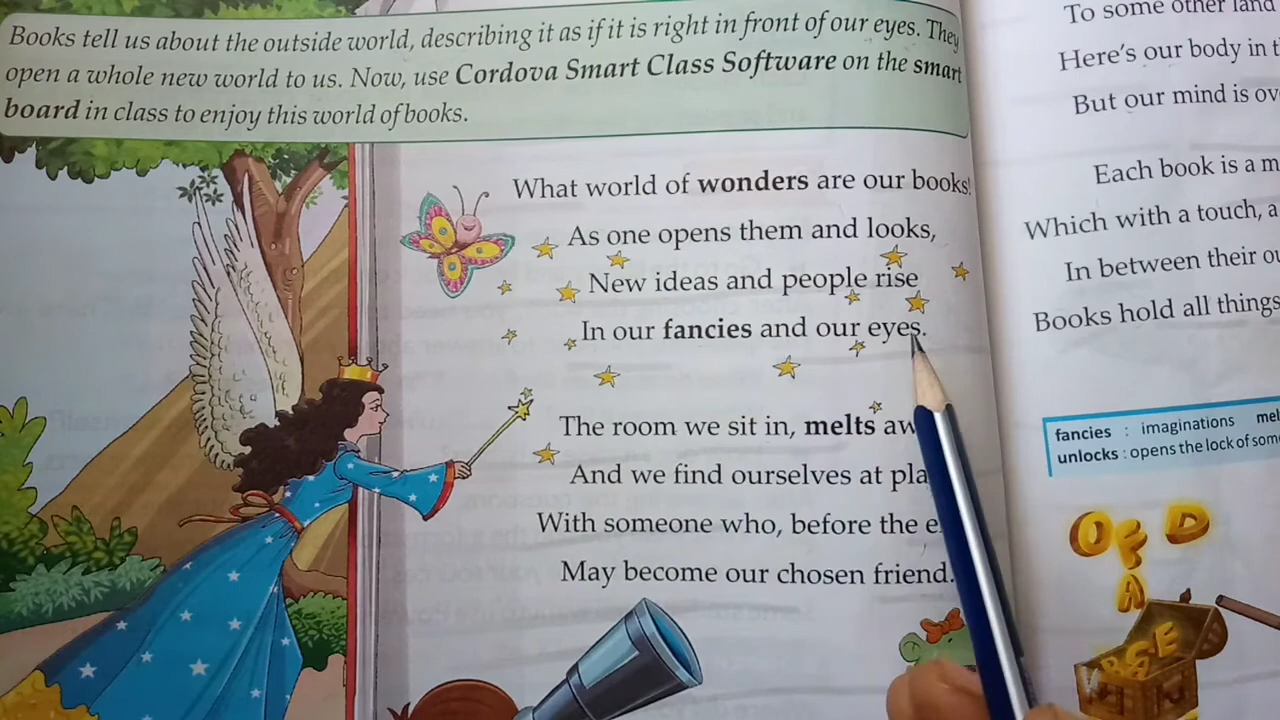 Books tell us about the outside world, describing it as if it is right in front of our eyes. They
open a whole new world to us. Now, use Cordova Smart Class Software on the smart
board in class to enjoy this world of books.
What world of wonders are our books!
As one opens them and looks,
New ideas and people rise
In our fancies and our eyes.
The room we sit in, melts
And we find ourselves at
With someone who, before the
May become our chosen friend.
To some other land
Here's our body in
But our mind is
Each book is a
Which with a touch,
In between their
Books hold all things
fancies : imaginations
unlocks : opens the lock of
O F D
A
R S E